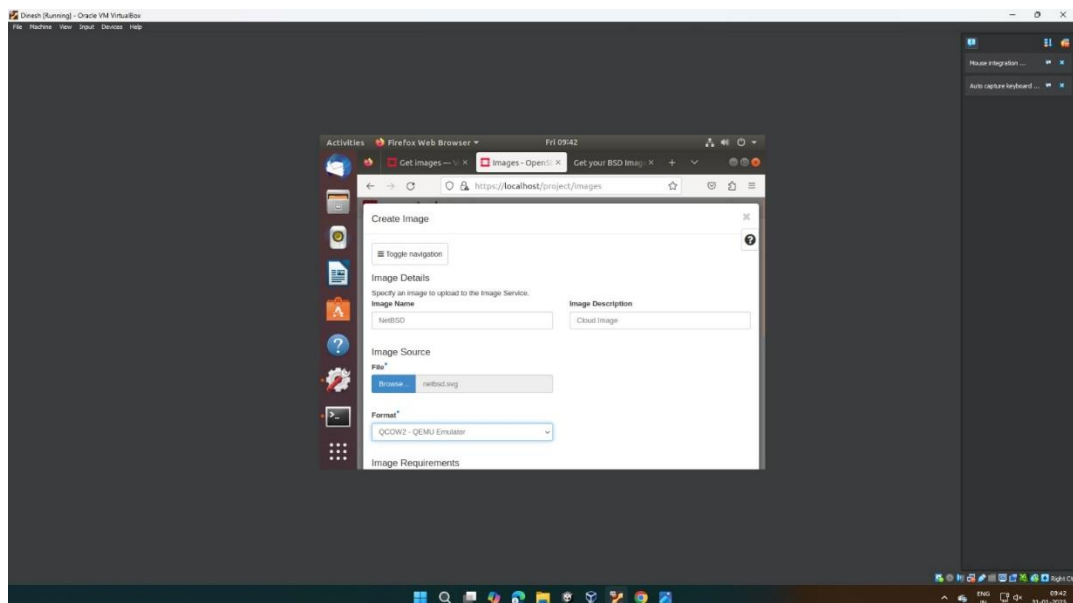 Dinesh [Running] - Oracle VM VirtualBox
File Machine View Input Devices Help
Mouse integration ...
Auto capture keyboard ...
Activities Firefox Web Browser Fri 09:42
Get images — Images - OpenS Get your BSD Imag
https://localhost/project/images
Create Image
Toggle navigation
Image Details
Specify an image to upload to the Image Service.
Image Name Image Description
NetBSD Cloud Image
Image Source
File*
Browse... netbsd.svg
Format*
QCOW2 - QEMU Emulator
Image Requirements
Right Ct
ENG 09:42
IN